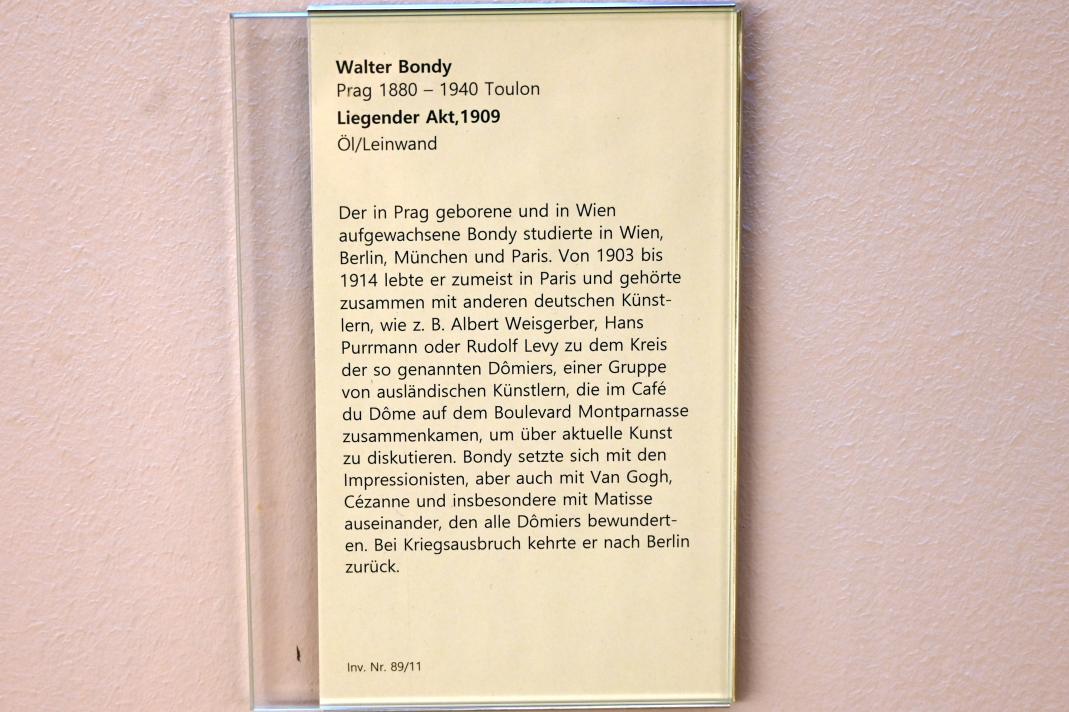 Walter Bondy
Prag 1880 – 1940 Toulon
Liegender Akt,1909
Öl/Leinwand
Der in Prag geborene und in Wien
aufgewachsene Bondy studierte in Wien,
Berlin, München und Paris. Von 1903 bis
1914 lebte er zumeist in Paris und gehörte
zusammen mit anderen deutschen Künst-
lern, wie z. B. Albert Weisgerber, Hans
Purrmann oder Rudolf Levy zu dem Kreis
der so genannten Dômiers, einer Gruppe
von ausländischen Künstlern, die im Café
du Dôme auf dem Boulevard Montparnasse
zusammenkamen, um über aktuelle Kunst
zu diskutieren. Bondy setzte sich mit den
Impressionisten, aber auch mit Van Gogh,
Cézanne und insbesondere mit Matisse
auseinander, den alle Dômiers bewundert-
en. Bei Kriegsausbruch kehrte er nach Berlin
zurück.
Inv. Nr. 89/11